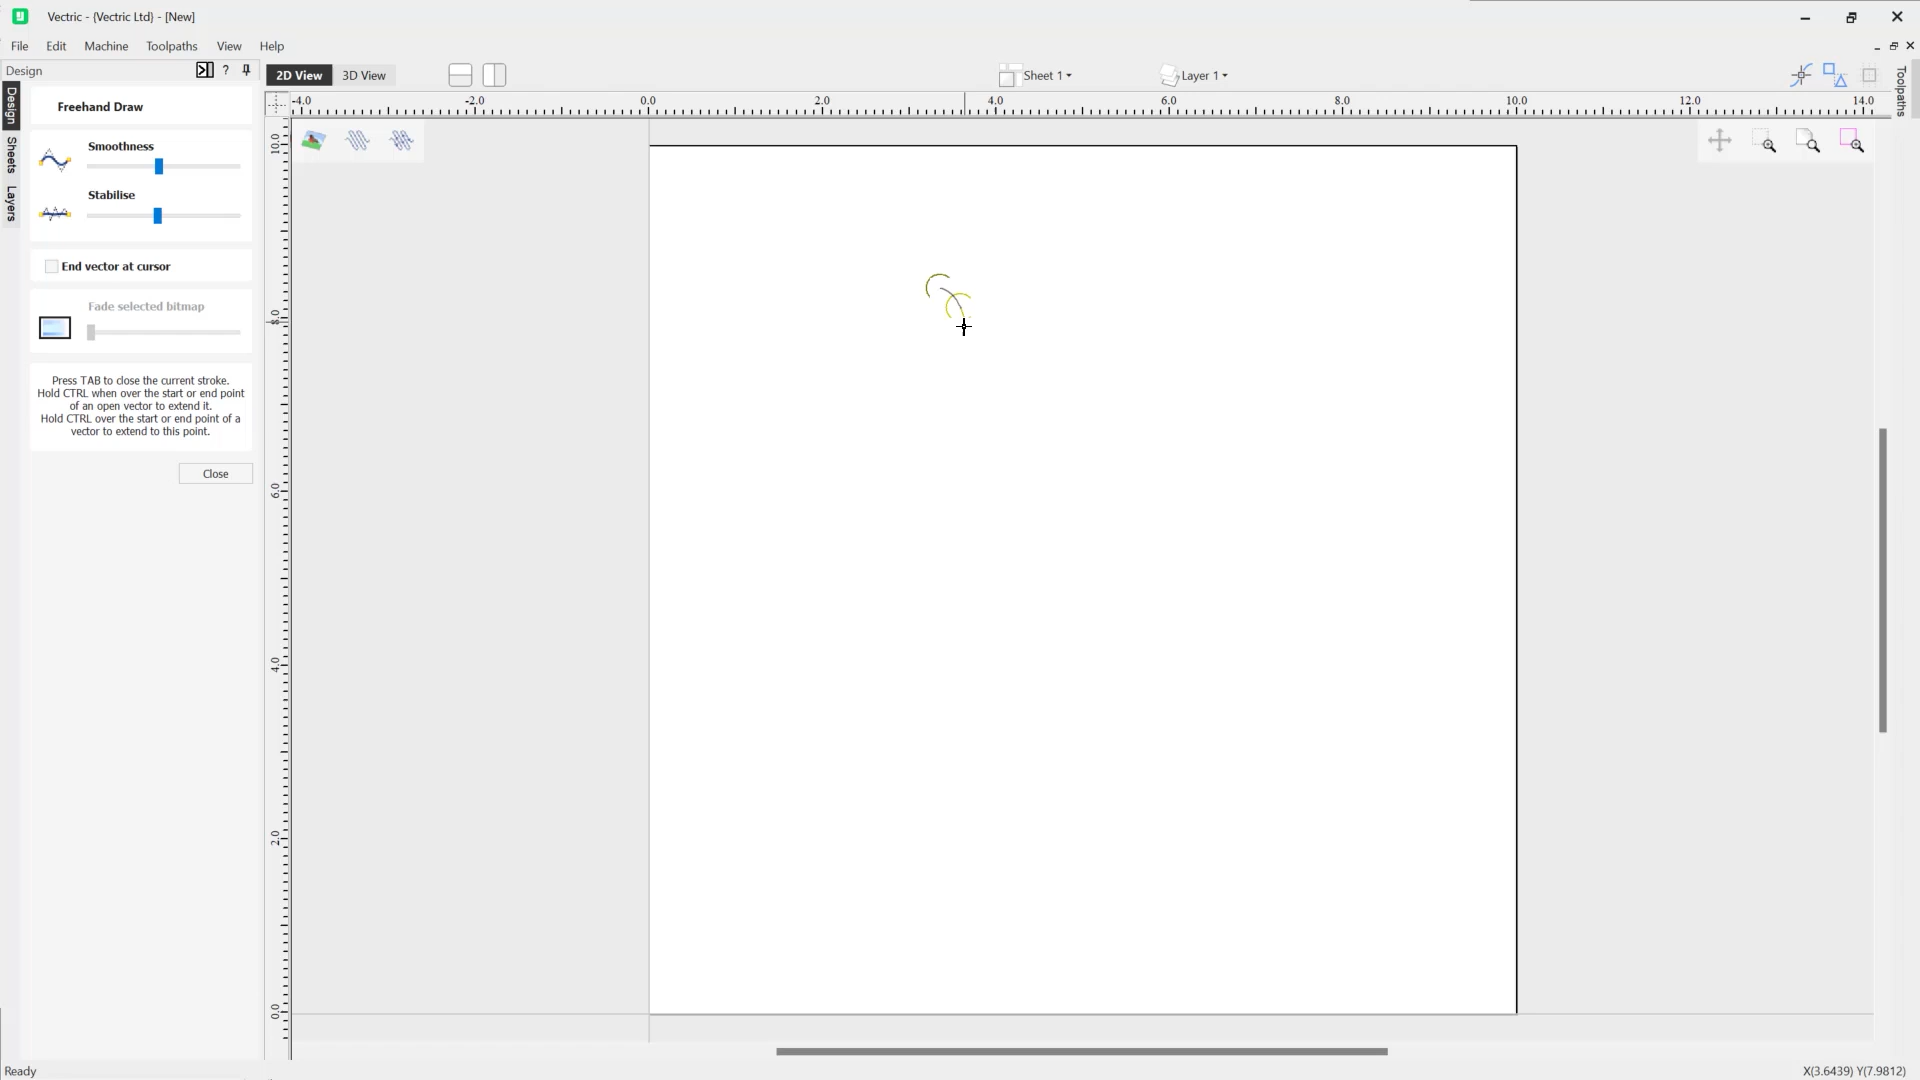 Vectric - {Vectric Ltd} - [New]
File Edit Machine Toolpaths View Help
Design ?
2D View 3D View Sheet 1 Layer 1
Design
Sheets
Layers
Toolpaths
-4.0 -2.0 0.0 2.0 4.0 6.0 8.0 10.0 12.0 14.0
10.0
8.0
6.0
4.0
2.0
0.0
Freehand Draw
Smoothness
Stabilise
End vector at cursor
Fade selected bitmap
Press TAB to close the current stroke.
Hold CTRL when over the start or end point
of an open vector to extend it.
Hold CTRL over the start or end point of a
vector to extend to this point.
Close
Ready X(3.6439) Y(7.9812)